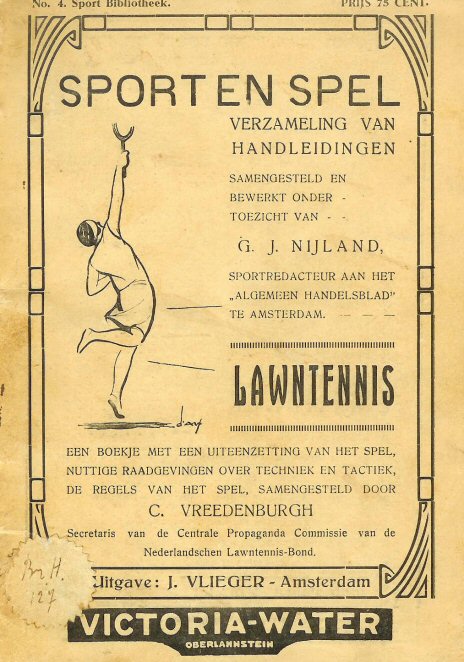 No. 4. Sport Bibliotheek. PRIJS 75 CENT.
SPORT EN SPEL
VERZAMELING VAN
HANDLEIDINGEN
SAMENGESTELD EN
BEWERKT ONDER -
TOEZICHT VAN - -
G. J. NIJLAND,
SPORTREDACTEUR AAN HET
„ALGEMEEN HANDELSBLAD”
TE AMSTERDAM. — — —
LAWNTENNIS
EEN BOEKJE MET EEN UITEENZETTING VAN HET SPEL,
NUTTIGE RAADGEVINGEN OVER TECHNIEK EN TACTIEK,
DE REGELS VAN HET SPEL, SAMENGESTELD DOOR
C. VREEDENBURGH
Secretaris van de Centrale Propaganda Commissie van de
Nederlandschen Lawntennis-Bond.
127
Uitgave: J. VLIEGER - Amsterdam
VICTORIA-WATER
OBERLAHNSTEIN